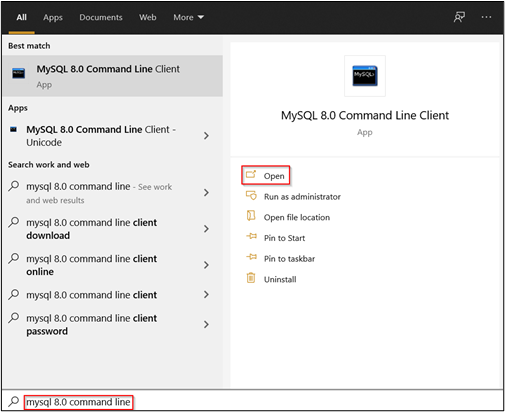 All Apps Documents Web More
Best match
MySQL 8.0 Command Line Client
App
Apps
MySQL 8.0 Command Line Client -
Unicode
Search work and web
mysql 8.0 command line - See work
and web results
mysql 8.0 command line client
download
mysql 8.0 command line client
online
mysql 8.0 command line client
mysql 8.0 command line client
password
MySQL 8.0 Command Line Client
App
Open
Run as administrator
Open file location
Pin to Start
Pin to taskbar
Uninstall
mysql 8.0 command line